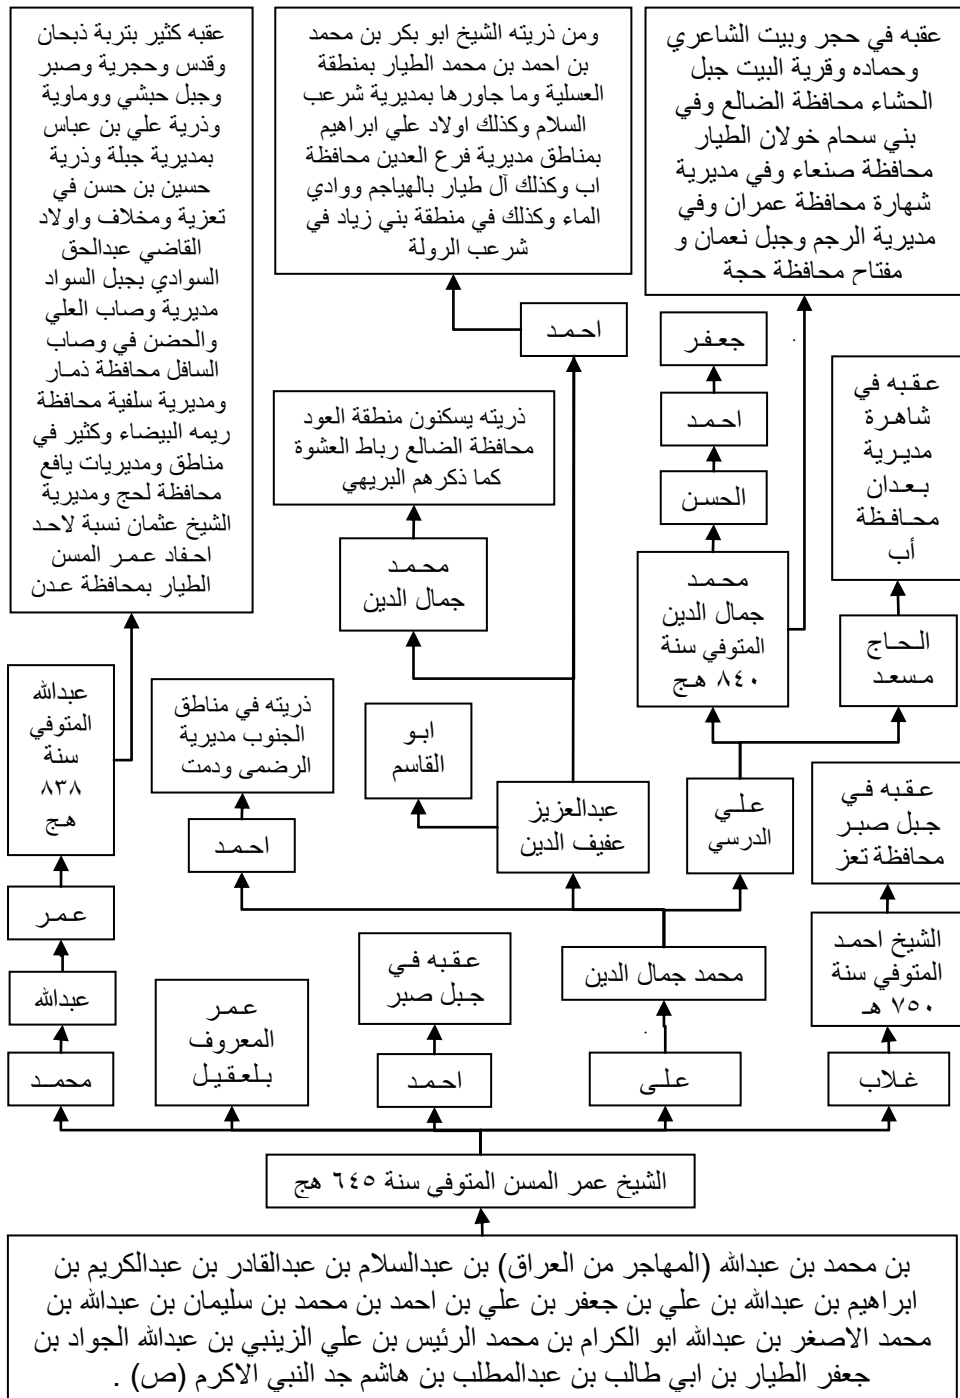 عقبه كثير بتربة ذبحان
وقدس وحجرية وصبر
وجبل حبشي ووماوية
وذرية علي بن عباس
بمديرية جبلة وذرية
حسين بن حسن في
تعزية ومخلاف واولاد
القاضي عبدالحق
السوادي بجبل السواد
مديرية وصاب العلي
والحضن في وصاب
السافل محافظة ذمار
ومديرية سلفية محافظة
ريمه البيضاء وكثير في
مناطق ومديريات يافع
محافظة لحج ومديرية
الشيخ عثمان نسبة لاحد
احفاد عمر المسن
الطيار بمحافظة عدن
ومن ذريته الشيخ ابو بكر بن محمد
بن احمد بن محمد الطيار بمنطقة
العسلية وما جاورها بمديرية شرعب
السلام وكذلك اولاد علي ابراهيم
بمناطق مديرية فرع العدين محافظة
اب وكذلك آل طيار بالهياجم ووادي
الماء وكذلك في منطقة بني زياد في
شرعب الرولة
عقبه في حجر وبيت الشاعري
وحماده وقرية البيت جبل
الحشاء محافظة الضالع وفي
بني سحام خولان الطيار
محافظة صنعاء وفي مديرية
شهارة محافظة عمران وفي
مديرية الرجم وجبل نعمان و
مفتاح محافظة حجة
احمد
جعفر
احمد
الحسن
ذريته يسكنون منطقة العود
محافظة الضالع رباط العشوة
كما ذكرهم البريهي
عقبه في
شاهرة
مديرية
بعدان
محافظة
أب
محمد
جمال الدين
محمد
جمال الدين
المتوفي سنة
٨٤٠ هج
الحاج
مسعد
عبدالله
المتوفي
سنة
٨٣٨
هج
ذريته في مناطق
الجنوب مديرية
الرضمى ودمت
ابو
القاسم
عبدالعزيز
عفيف الدين
علي
الدرسي
عقبه في
جبل صبر
محافظة تعز
احمد
عمر
عبدالله
محمد
عمر
المعروف
بلعقيل
عقبه في
جبل صبر
احمد
محمد جمال الدين
على
الشيخ احمد
المتوفي سنة
٧٥٠ هـ
غلاب
الشيخ عمر المسن المتوفي سنة ٦٤٥ هج
بن محمد بن عبدالله (المهاجر من العراق) بن عبدالسلام بن عبدالقادر بن عبدالكريم بن
ابراهيم بن عبدالله بن علي بن جعفر بن علي بن احمد بن محمد بن سليمان بن عبدالله بن
محمد الاصغر بن عبدالله ابو الكرام بن محمد الرئيس بن علي الزينبي بن عبدالله الجواد بن
جعفر الطيار بن ابي طالب بن عبدالمطلب بن هاشم جد النبي الاكرم (ص) .